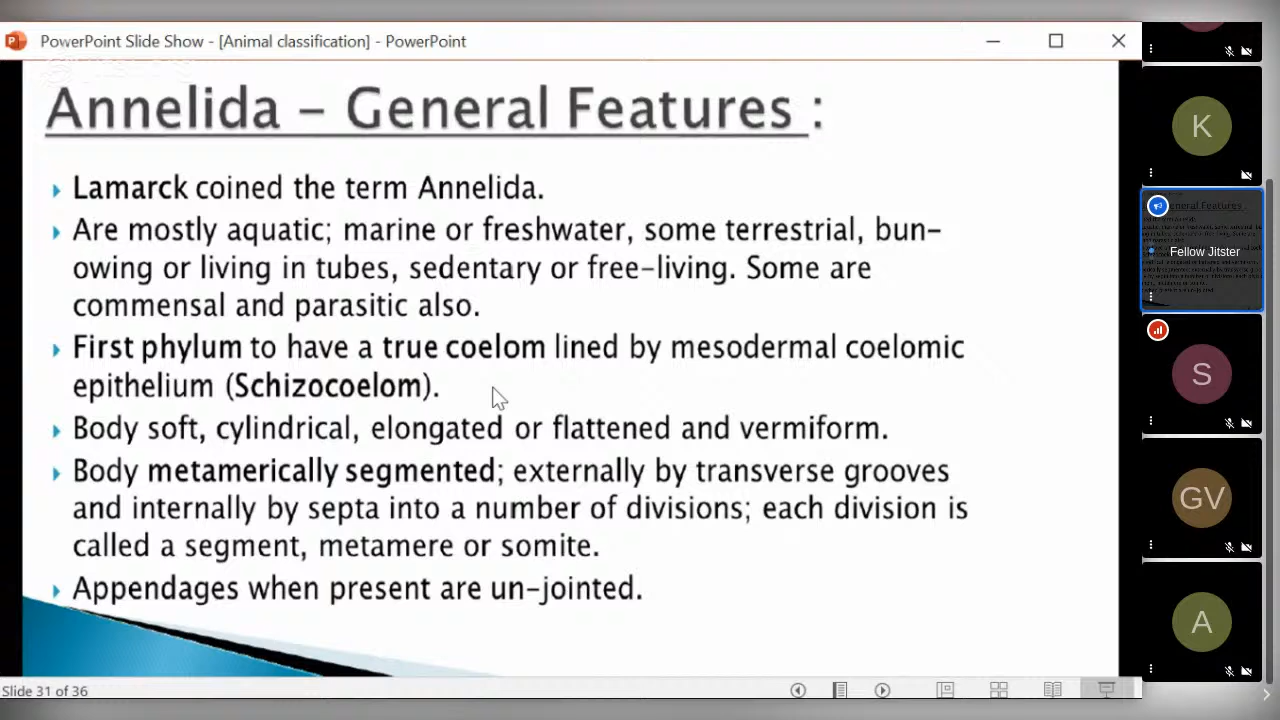 PowerPoint Slide Show - [Animal classification] - PowerPoint
Annelida – General Features :
Lamarck coined the term Annelida.
Are mostly aquatic; marine or freshwater, some terrestrial, bun-
owing or living in tubes, sedentary or free-living. Some are
commensal and parasitic also.
First phylum to have a true coelom lined by mesodermal coelomic
epithelium (Schizocoelom).
Body soft, cylindrical, elongated or flattened and vermiform.
Body metamerically segmented; externally by transverse grooves
and internally by septa into a number of divisions; each division is
called a segment, metamere or somite.
Appendages when present are un-jointed.
Slide 31 of 36
K
eneral Features :
Fellow Jitster
S
GV
A